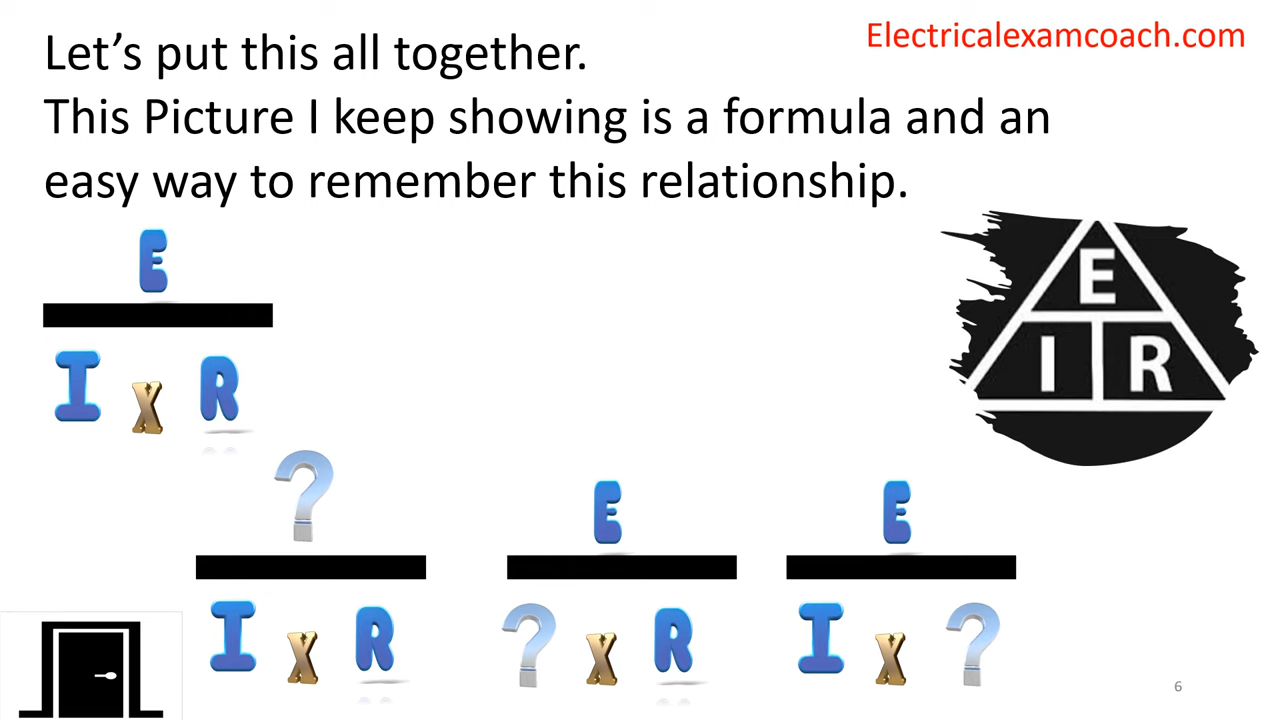 Let's put this all together.
Electricalexamcoach.com
This Picture I keep showing is a formula and an
easy way to remember this relationship.
E
I x R
E
I R
?
I x R
E
? x R
E
I x ?
6